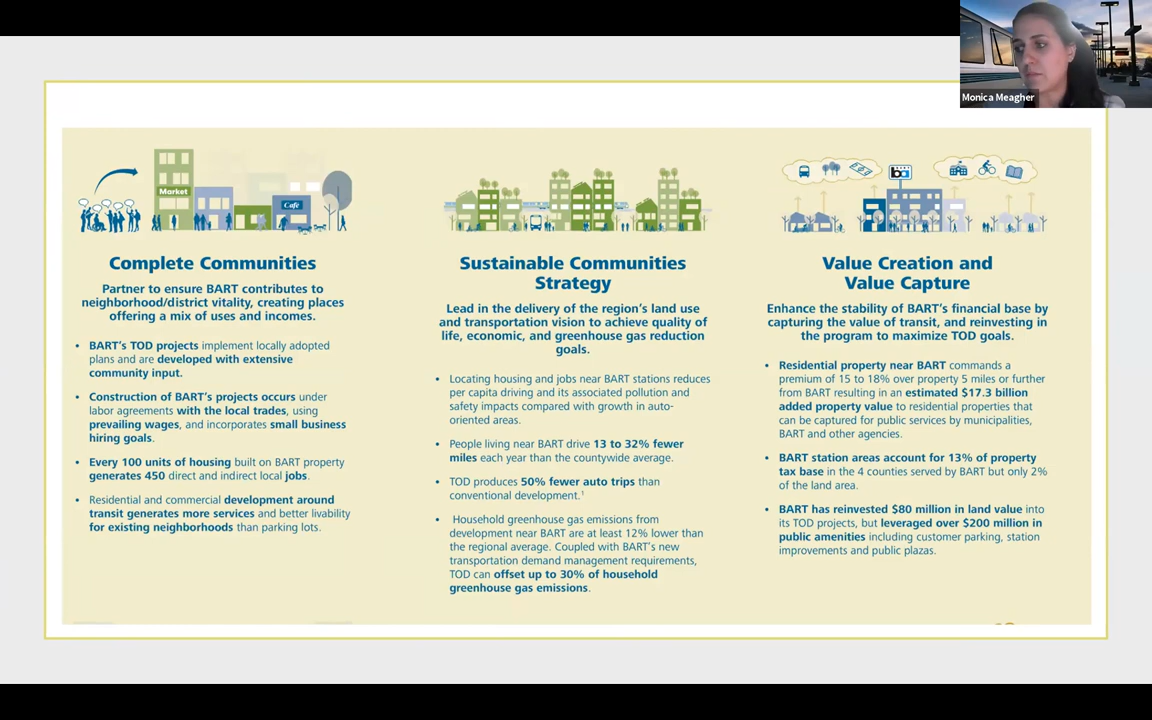 Monica Meagher
Market
Café
ba
Complete Communities
Partner to ensure BART contributes to
neighborhood/district vitality, creating places
offering a mix of uses and incomes.
• BART's TOD projects implement locally adopted
plans and are developed with extensive
community input.
• Construction of BART's projects occurs under
labor agreements with the local trades, using
prevailing wages, and incorporates small business
hiring goals.
• Every 100 units of housing built on BART property
generates 450 direct and indirect local jobs.
• Residential and commercial development around
transit generates more services and better livability
for existing neighborhoods than parking lots.
Sustainable Communities
Strategy
Lead in the delivery of the region's land use
and transportation vision to achieve quality of
life, economic, and greenhouse gas reduction
goals.
• Locating housing and jobs near BART stations reduces
per capita driving and its associated pollution and
safety impacts compared with growth in auto-
oriented areas.
• People living near BART drive 13 to 32% fewer
miles each year than the countywide average.
• TOD produces 50% fewer auto trips than
conventional development.¹
• Household greenhouse gas emissions from
development near BART are at least 12% lower than
the regional average. Coupled with BART's new
transportation demand management requirements,
TOD can offset up to 30% of household
greenhouse gas emissions.
Value Creation and
Value Capture
Enhance the stability of BART's financial base by
capturing the value of transit, and reinvesting in
the program to maximize TOD goals.
• Residential property near BART commands a
premium of 15 to 18% over property 5 miles or further
from BART resulting in an estimated $17.3 billion
added property value to residential properties that
can be captured for public services by municipalities,
BART and other agencies.
• BART station areas account for 13% of property
tax base in the 4 counties served by BART but only 2%
of the land area.
• BART has reinvested $80 million in land value into
its TOD projects, but leveraged over $200 million in
public amenities including customer parking, station
improvements and public plazas.